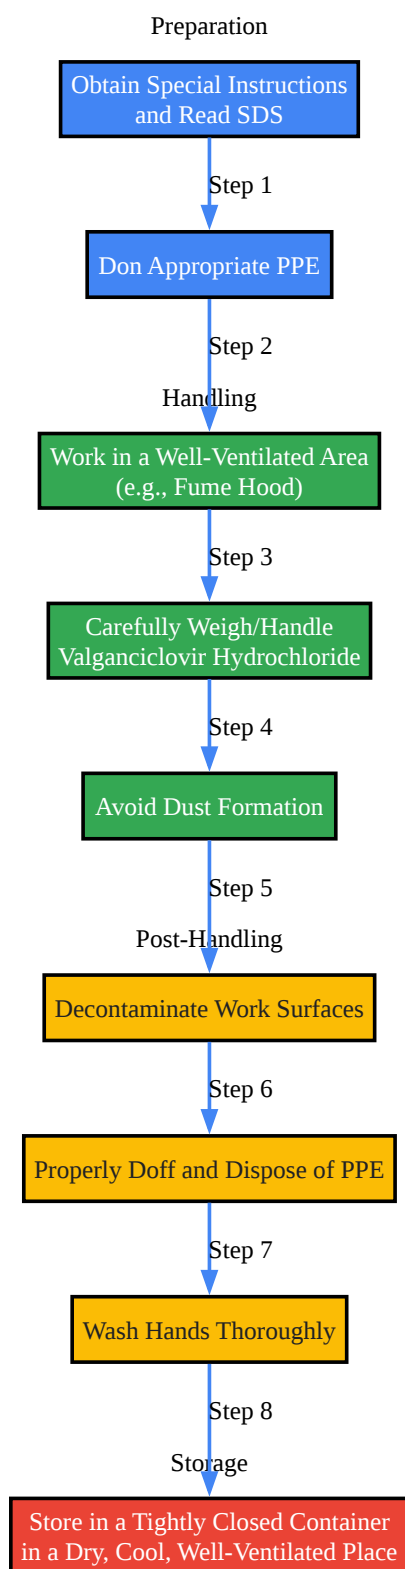 Preparation
Obtain Special Instructions
and Read SDS
Step 1
Don Appropriate PPE
Step 2
Handling
Work in a Well-Ventilated Area
(e.g., Fume Hood)
Step 3
Carefully Weigh/Handle
Valganciclovir Hydrochloride
Step 4
Avoid Dust Formation
Step 5
Post-Handling
Decontaminate Work Surfaces
Step 6
Properly Doff and Dispose of PPE
Step 7
Wash Hands Thoroughly
Step 8
Storage
Store in a Tightly Closed Container
in a Dry, Cool, Well-Ventilated Place